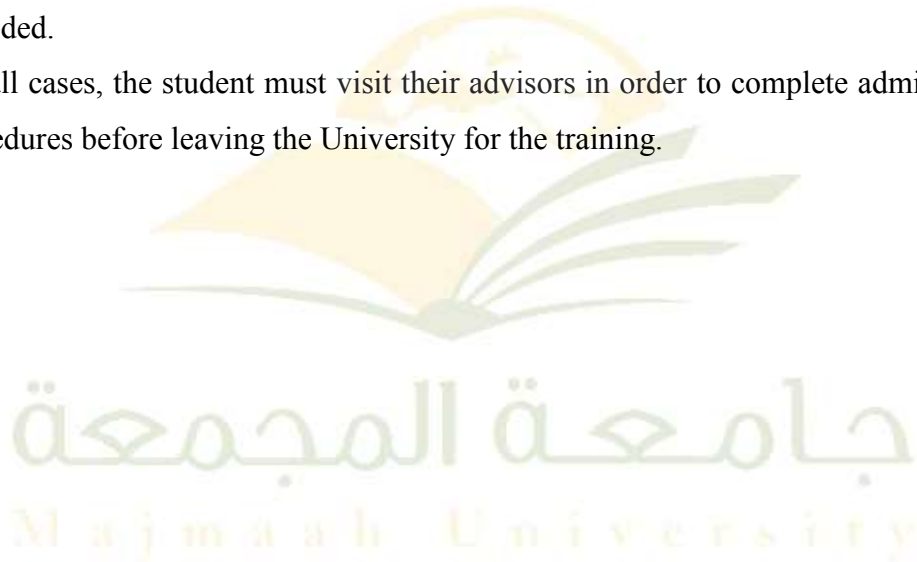 ded.
ll cases, the student must visit their advisors in order to complete admi
edures before leaving the University for the training.
جامعة المجمعة
Majmaah University